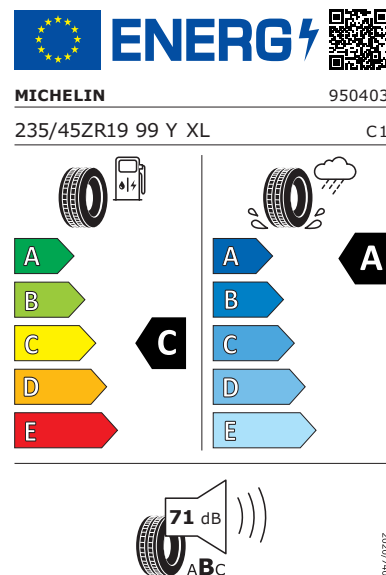 ENERG
MICHELIN 950403
235/45ZR19 99 Y XL C1
A A A
B B
C C C
D D
E E
71 dB
ABC